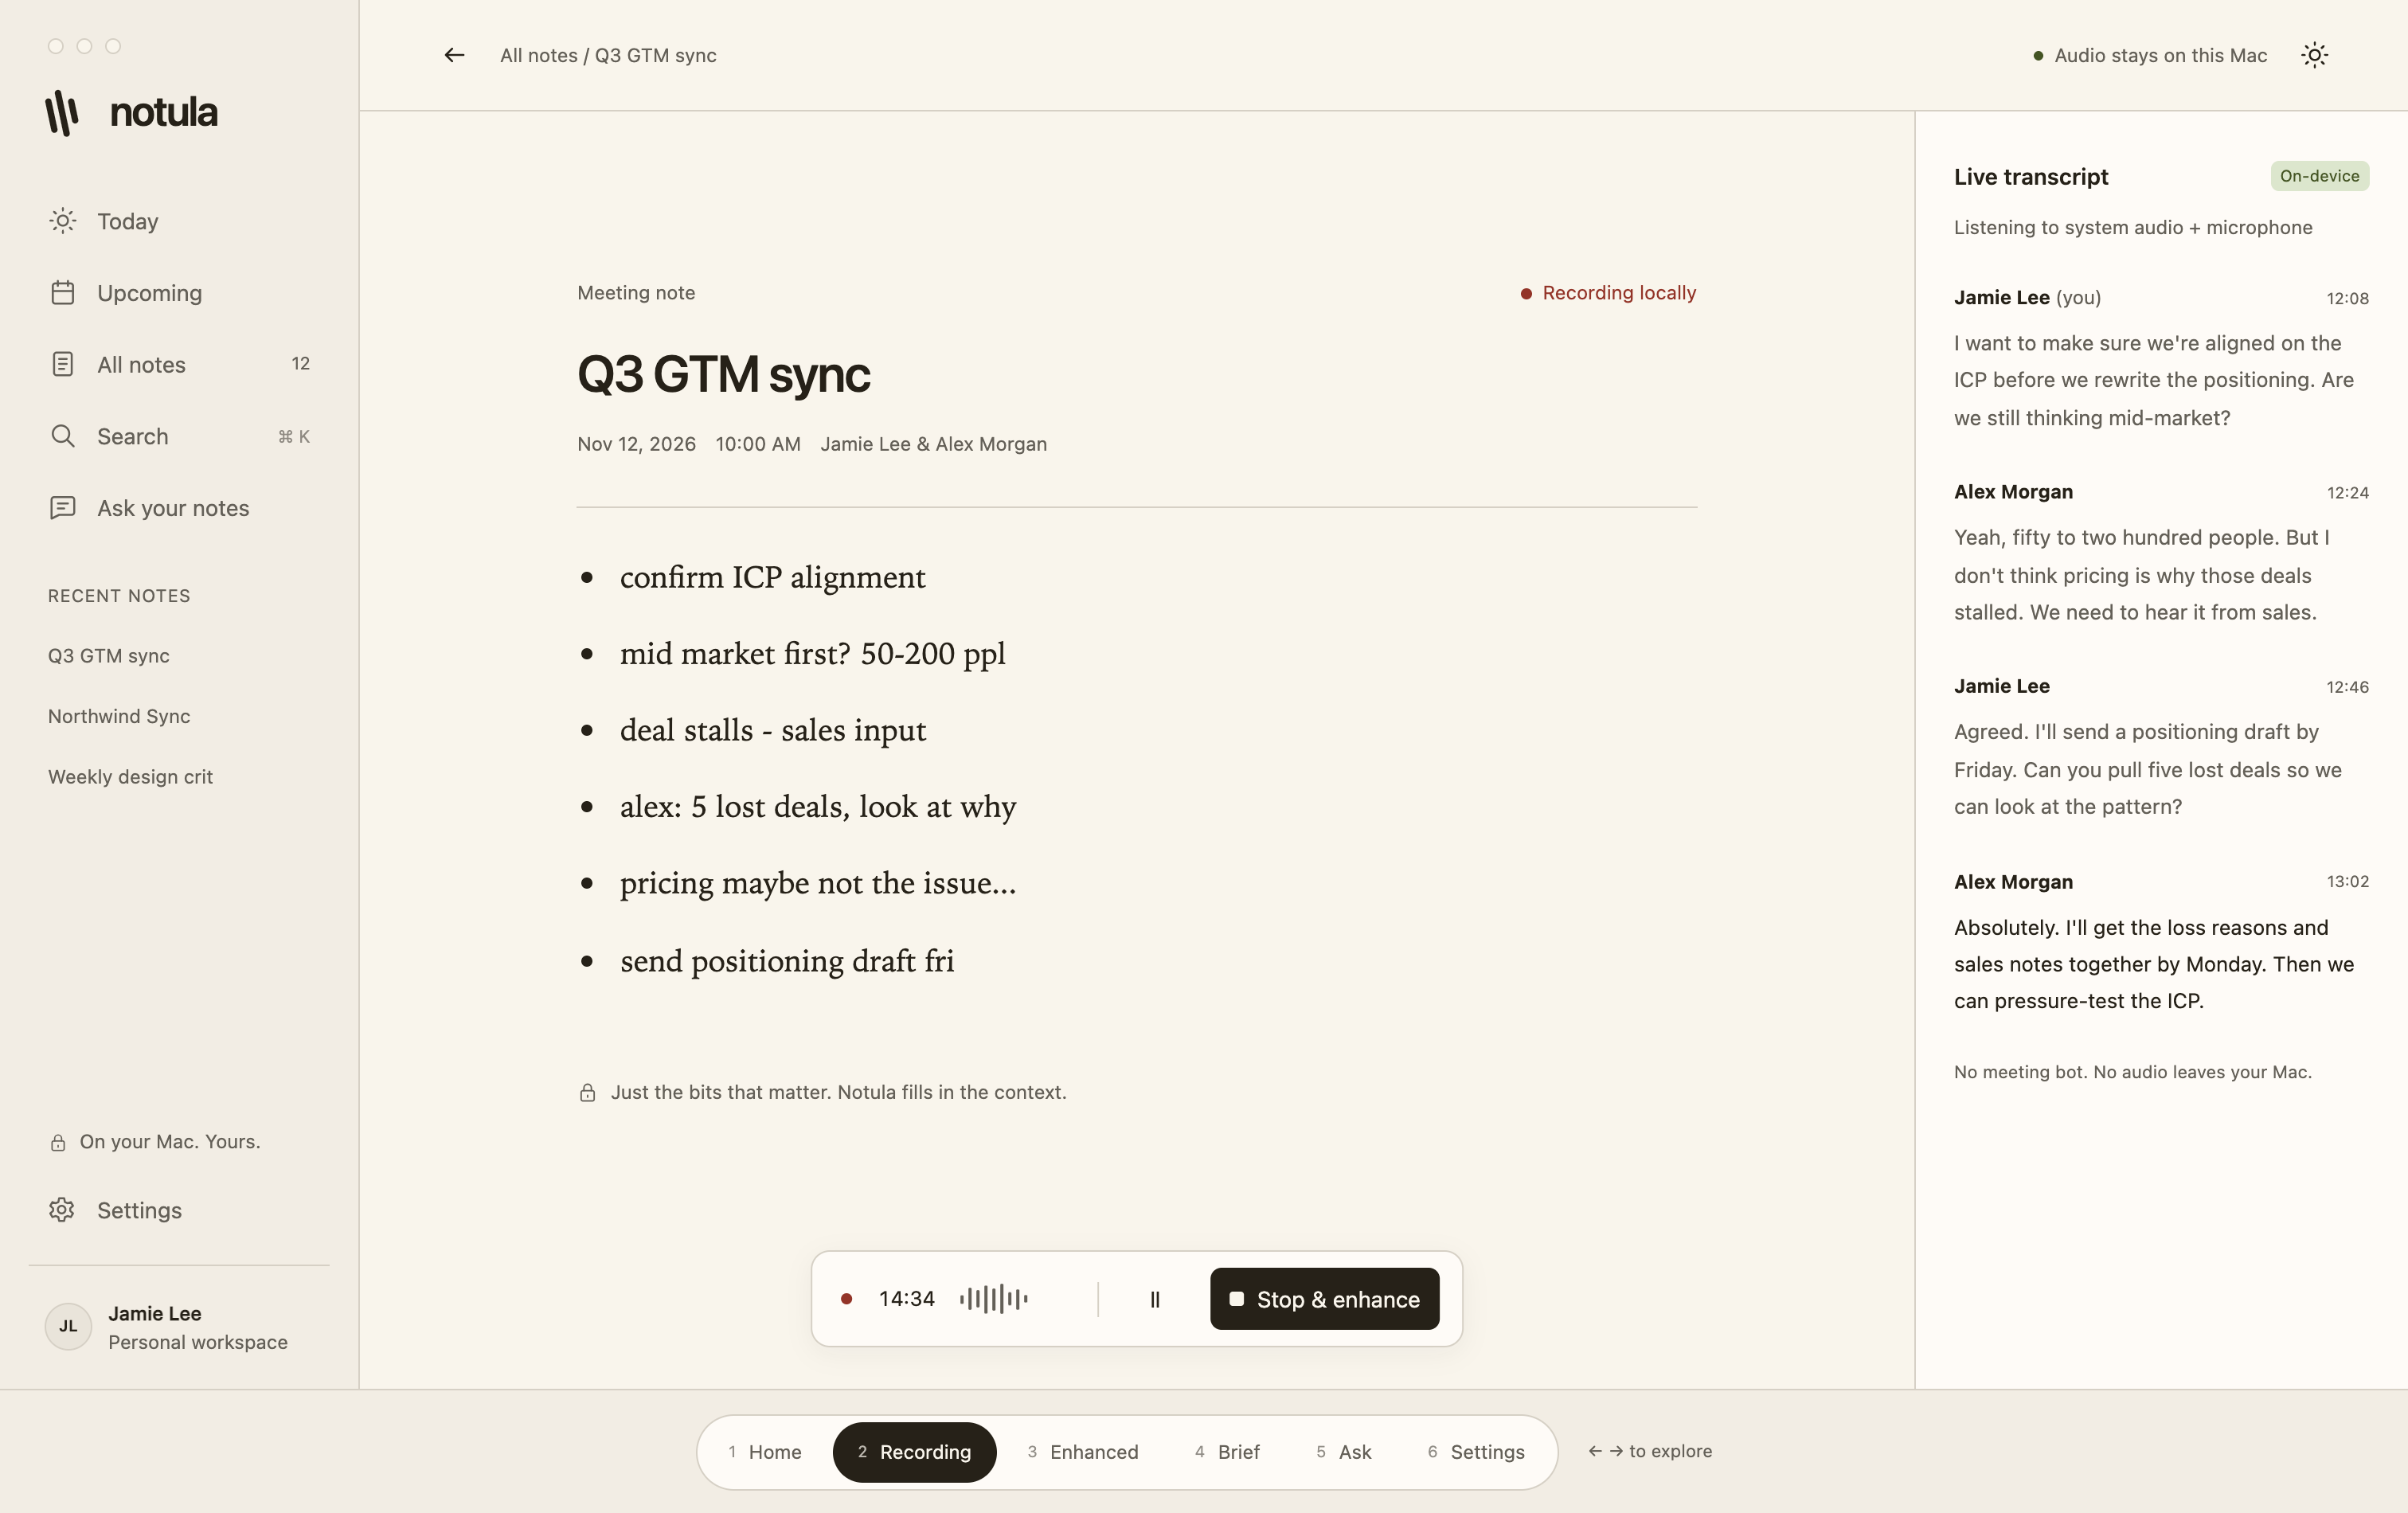 notula
Today
Upcoming
All notes 12
Search ⌘ K
Ask your notes
RECENT NOTES
Q3 GTM sync
Northwind Sync
Weekly design crit
On your Mac. Yours.
Settings
JL
Jamie Lee
Personal workspace
← All notes / Q3 GTM sync
Audio stays on this Mac
Meeting note
Recording locally
Q3 GTM sync
Nov 12, 2026 10:00 AM Jamie Lee & Alex Morgan
• confirm ICP alignment
• mid market first? 50-200 ppl
• deal stalls - sales input
• alex: 5 lost deals, look at why
• pricing maybe not the issue...
• send positioning draft fri
Just the bits that matter. Notula fills in the context.
14:34
Stop & enhance
Live transcript
On-device
Listening to system audio + microphone
Jamie Lee (you) 12:08
I want to make sure we're aligned on the
ICP before we rewrite the positioning. Are
we still thinking mid-market?
Alex Morgan 12:24
Yeah, fifty to two hundred people. But I
don't think pricing is why those deals
stalled. We need to hear it from sales.
Jamie Lee 12:46
Agreed. I'll send a positioning draft by
Friday. Can you pull five lost deals so we
can look at the pattern?
Alex Morgan 13:02
Absolutely. I'll get the loss reasons and
sales notes together by Monday. Then we
can pressure-test the ICP.
No meeting bot. No audio leaves your Mac.
1 Home 2 Recording 3 Enhanced 4 Brief 5 Ask 6 Settings
← → to explore